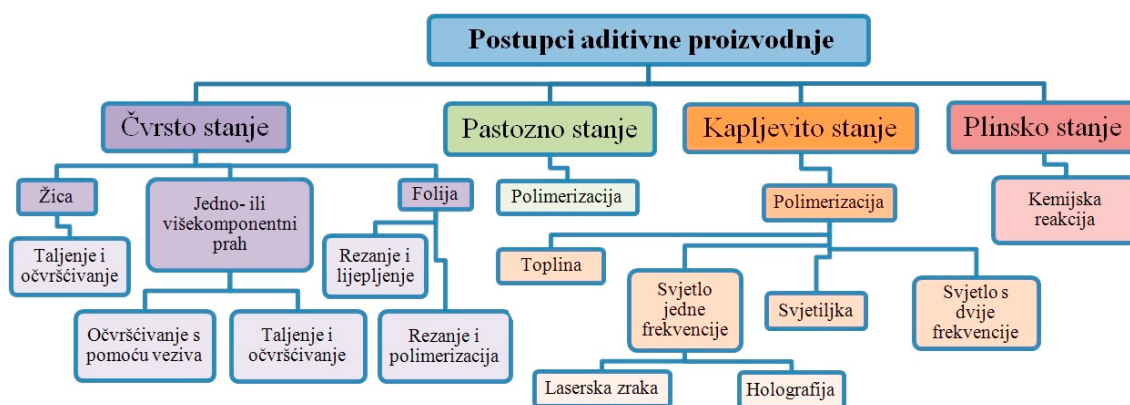 Postupci aditivne proizvodnje
Čvrsto stanje
Pastozno stanje
Kapljevito stanje
Plinsko stanje
Žica
Jedno- ili
višekomponentni
prah
Folija
Polimerizacija
Polimerizacija
Kemijska
reakcija
Taljenje i
očvršćivanje
Rezanje i
lijepljenje
Toplina
Svjetlo
jedne
frekvencije
Svjetiljka
Svjetlo s
dvije
frekvencije
Očvršćivanje s
pomoću veziva
Taljenje i
očvršćivanje
Rezanje i
polimerizacija
Laserska zraka
Holografija